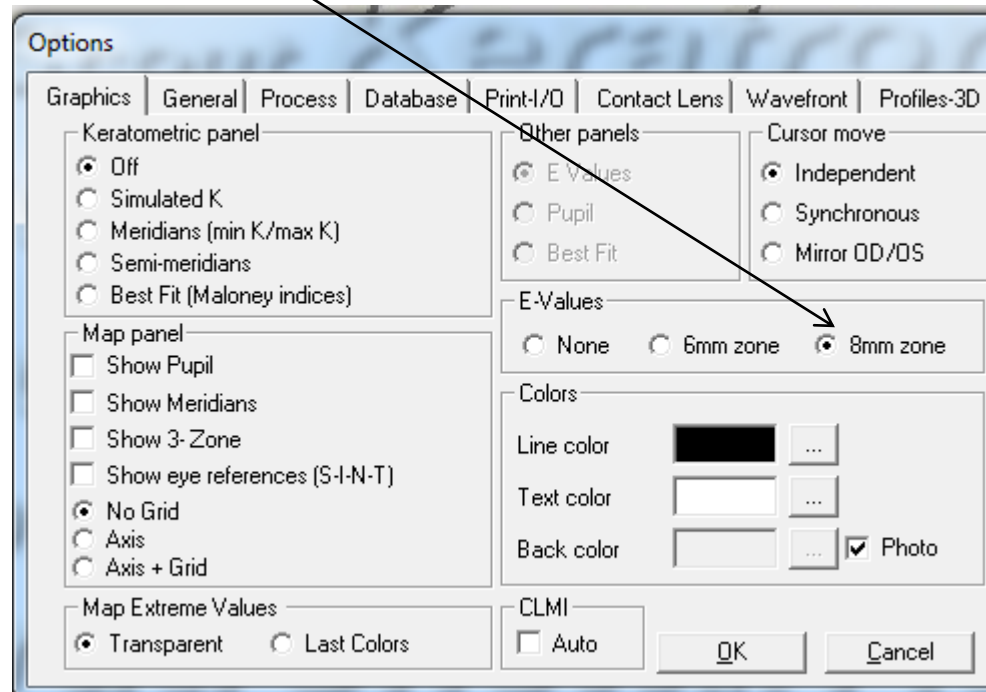 Options
Graphics General Process Database Print-I/O Contact Lens Wavefront Profiles-3D
Keratometric panel
Off
Simulated K
Meridians (min K/max K)
Semi-meridians
Best Fit (Maloney indices)
Other panels
E Values
Pupil
Best Fit
Cursor move
Independent
Synchronous
Mirror OD/OS
E-Values
None 6mm zone 8mm zone
Map panel
Show Pupil
Show Meridians
Show 3- Zone
Show eye references (S-I-N-T)
No Grid
Axis
Axis + Grid
Colors
Line color ...
Text color ...
Back color ... Photo
Map Extreme Values
Transparent Last Colors
CLMI
Auto
OK Cancel